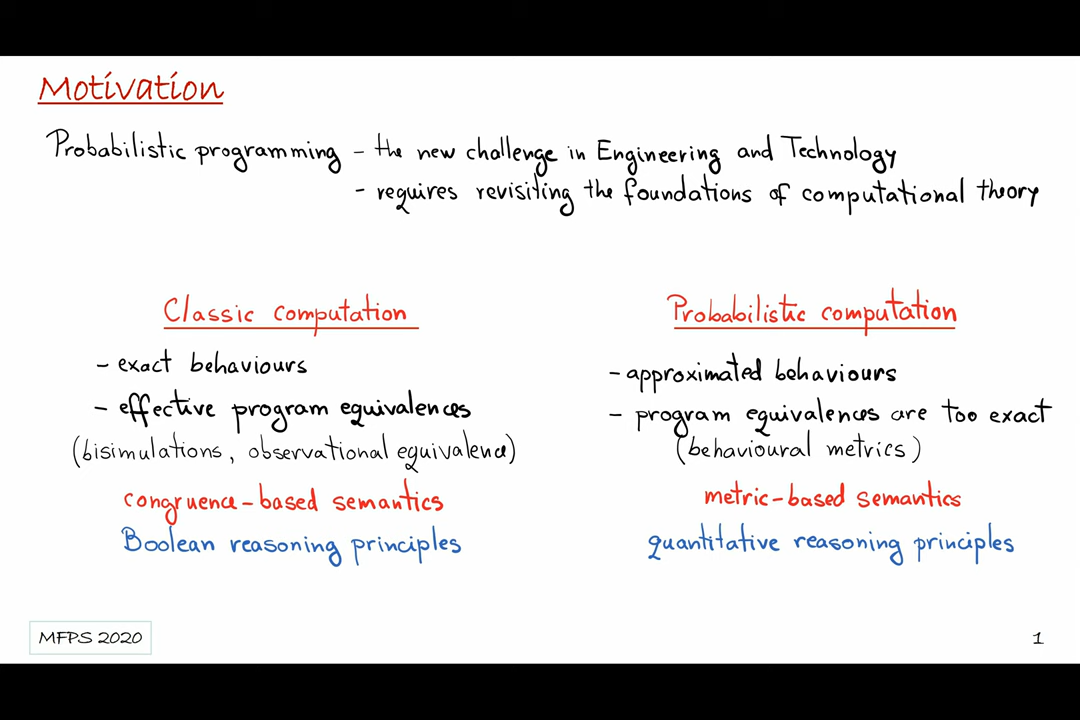 Motivation
Probabilistic programming - the new challenge in Engineering and Technology
- requires revisiting the foundations of computational theory
Classic computation
- exact behaviours
- effective program equivalences
(bisimulations, observational equivalence)
congruence-based semantics
Boolean reasoning principles
Probabilistic computation
- approximated behaviours
- program equivalences are too exact
(behavioural metrics)
metric-based semantics
quantitative reasoning principles
MFPS 2020
1